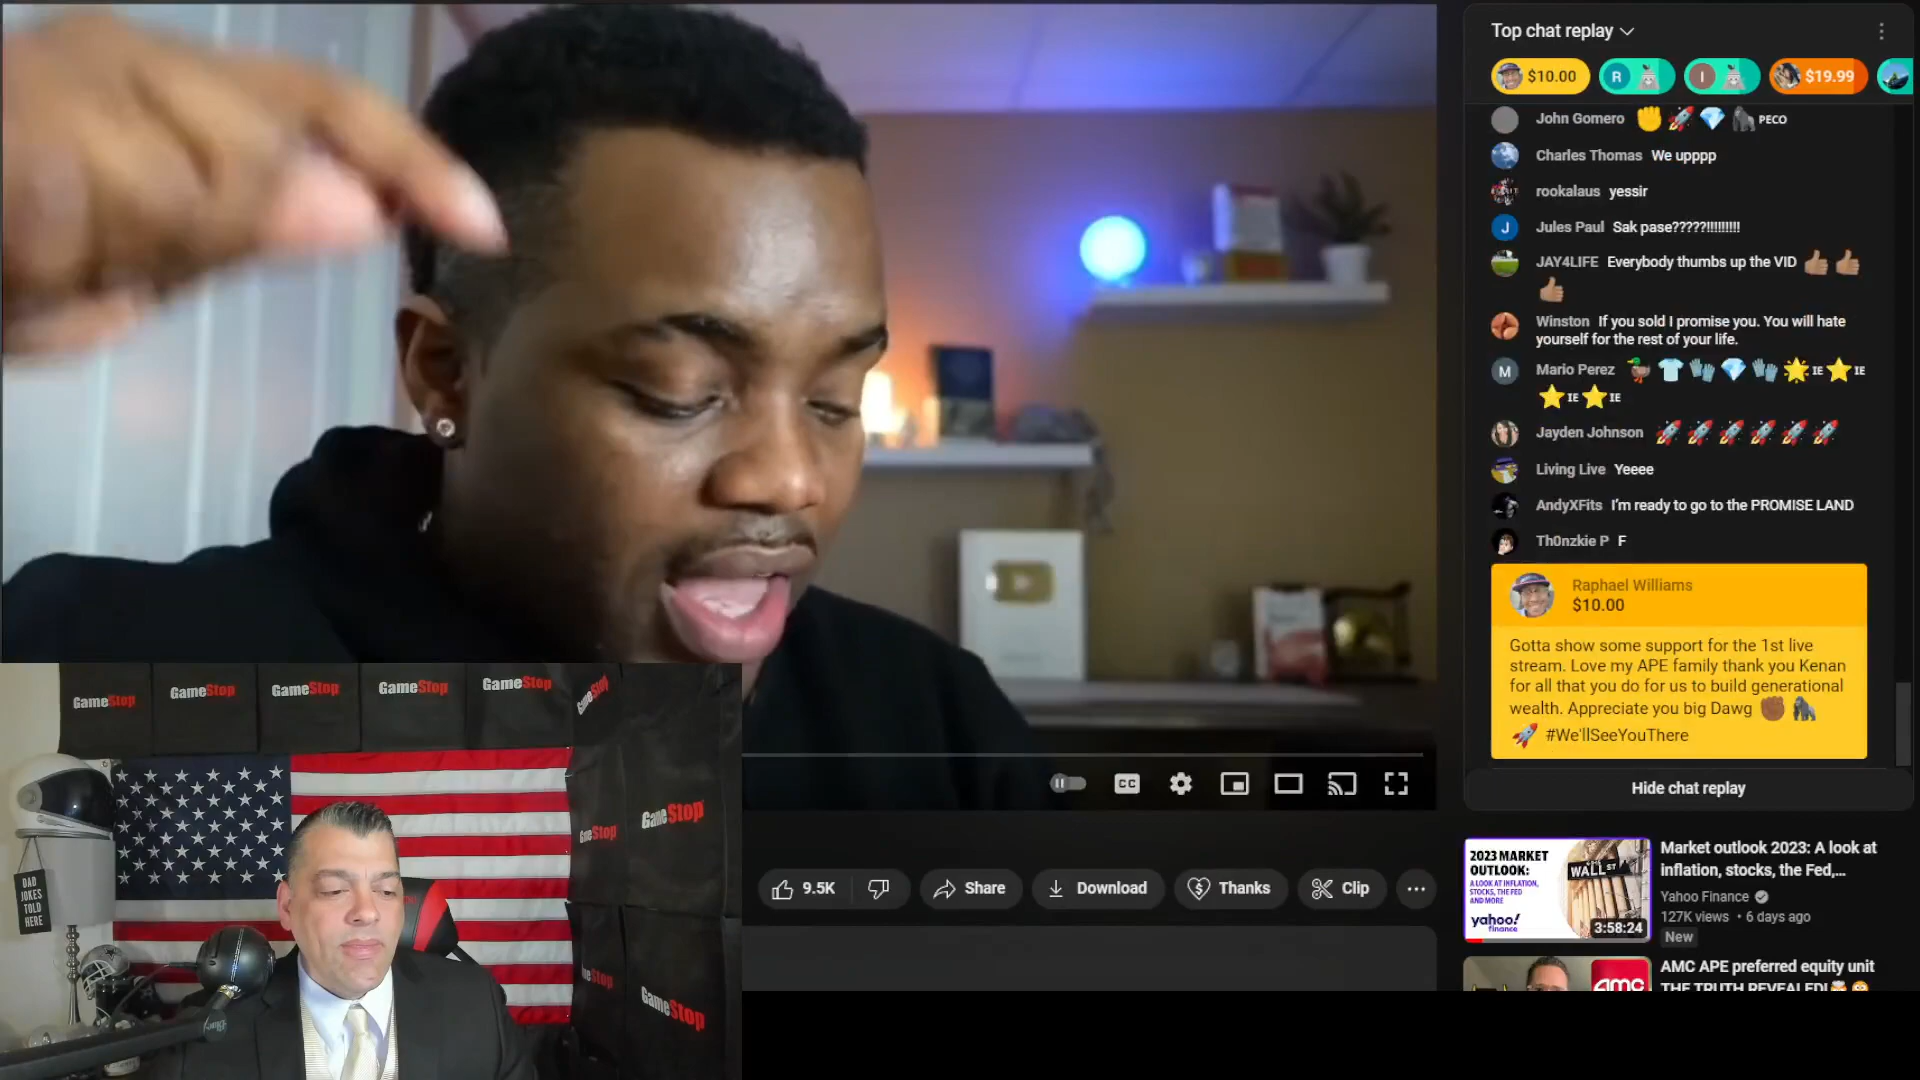 Top chat replay
$10.00
R
I
$19.99
John Gomero PECO
Charles Thomas We upppp
rookalaus yessir
J Jules Paul Sak pase?????!!!!!!!!!
JAY4LIFE Everybody thumbs up the VID
Winston If you sold I promise you. You will hate
yourself for the rest of your life.
M Mario Perez IE IE
IE IE
Jayden Johnson
Living Live Yeeee
AndyXFits I'm ready to go to the PROMISE LAND
Th0nzkie P F
Raphael Williams
$10.00
Gotta show some support for the 1st live
stream. Love my APE family thank you Kenan
for all that you do for us to build generational
wealth. Appreciate you big Dawg
#We'llSeeYouThere
Hide chat replay
CC
9.5K
Share
Download
Thanks
Clip
2023 MARKET
OUTLOOK:
A LOOK AT INFLATION,
STOCKS, THE FED
AND MORE
yahoo!
finance
WALL ST
3:58:24
Market outlook 2023: A look at
inflation, stocks, the Fed,...
Yahoo Finance
127K views • 6 days ago
New
amc
AMC APE preferred equity unit
THE TRUTH REVEALED!
GameStop
GameStop
GameStop
GameStop
GameStop
GameStop
GameStop
GameStop
GameStop
DAD
JOKES
TOLD
HERE